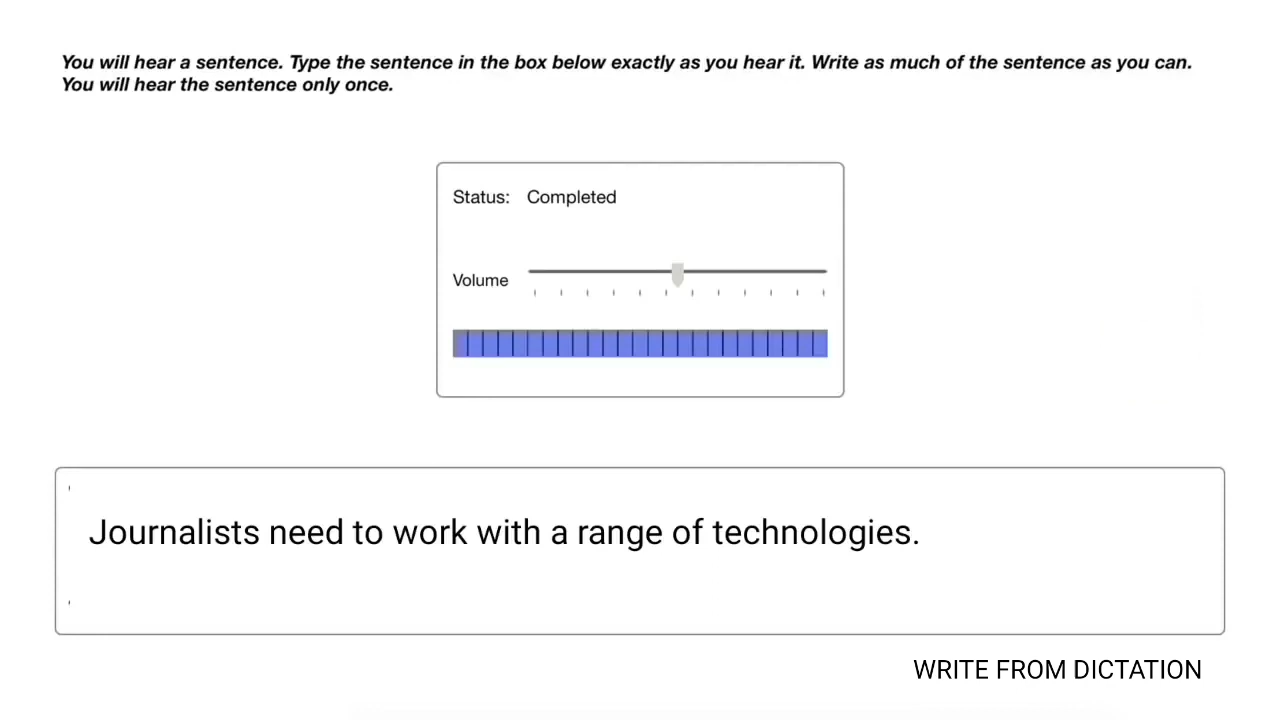 You will hear a sentence. Type the sentence in the box below exactly as you hear it. Write as much of the sentence as you can.
You will hear the sentence only once.
Status: Completed
Volume
Journalists need to work with a range of technologies.
WRITE FROM DICTATION